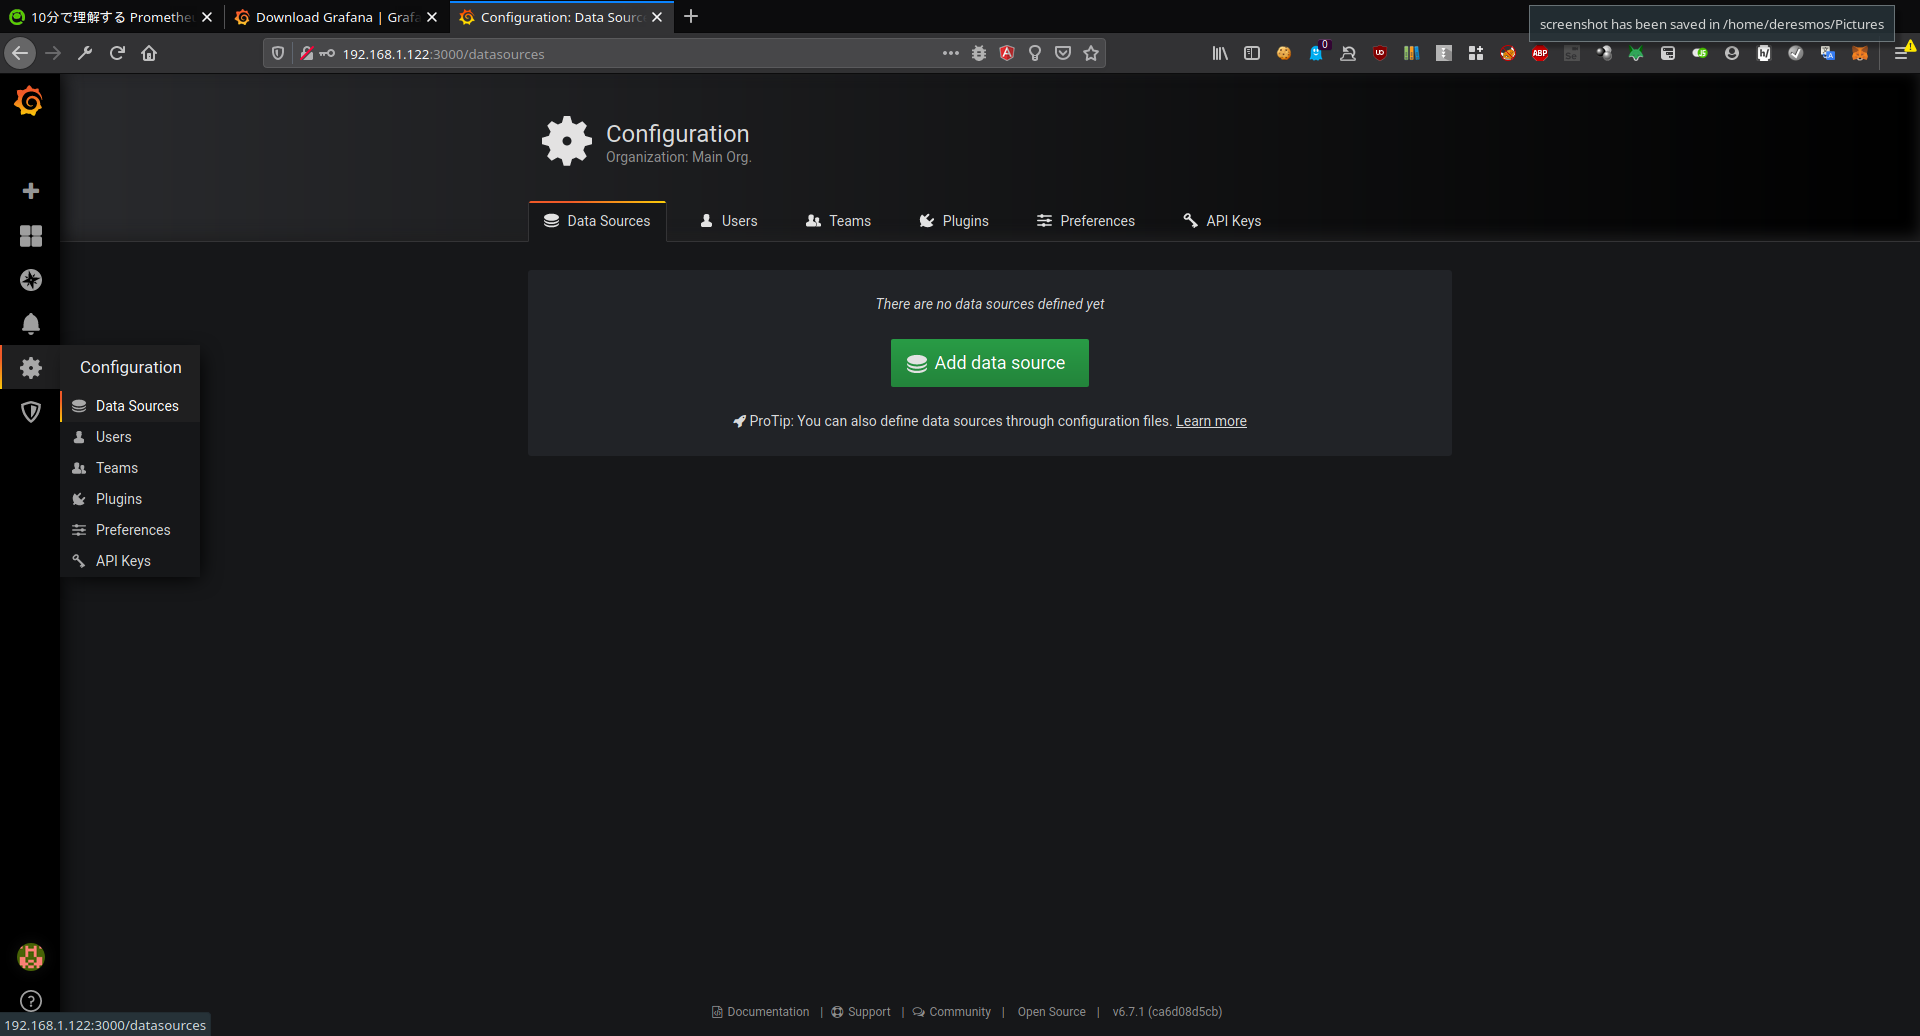 10分で理解する Promethe
Download Grafana | Grafa
Configuration: Data Sourc
screenshot has been saved in /home/deresmos/Pictures
192.168.1.122:3000/datasources
0
UD
ABP
Configuration
Organization: Main Org.
Data Sources
Users
Teams
Plugins
Preferences
API Keys
There are no data sources defined yet
Add data source
ProTip: You can also define data sources through configuration files. Learn more
Configuration
Data Sources
Users
Teams
Plugins
Preferences
API Keys
Documentation | Support | Community | Open Source | v6.7.1 (ca6d08d5cb)
192.168.1.122:3000/datasources